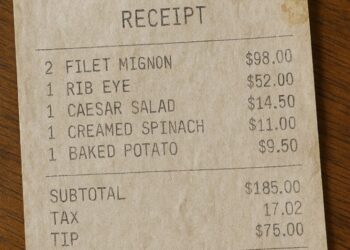 RECEIPT
2 FILET MIGNON $98.00
1 RIB EYE $52.00
1 CAESAR SALAD $14.50
1 CREAMED SPINACH $11.00
1 BAKED POTATO $9.50
SUBTOTAL $185.00
TAX 17.02
TIP $75.00